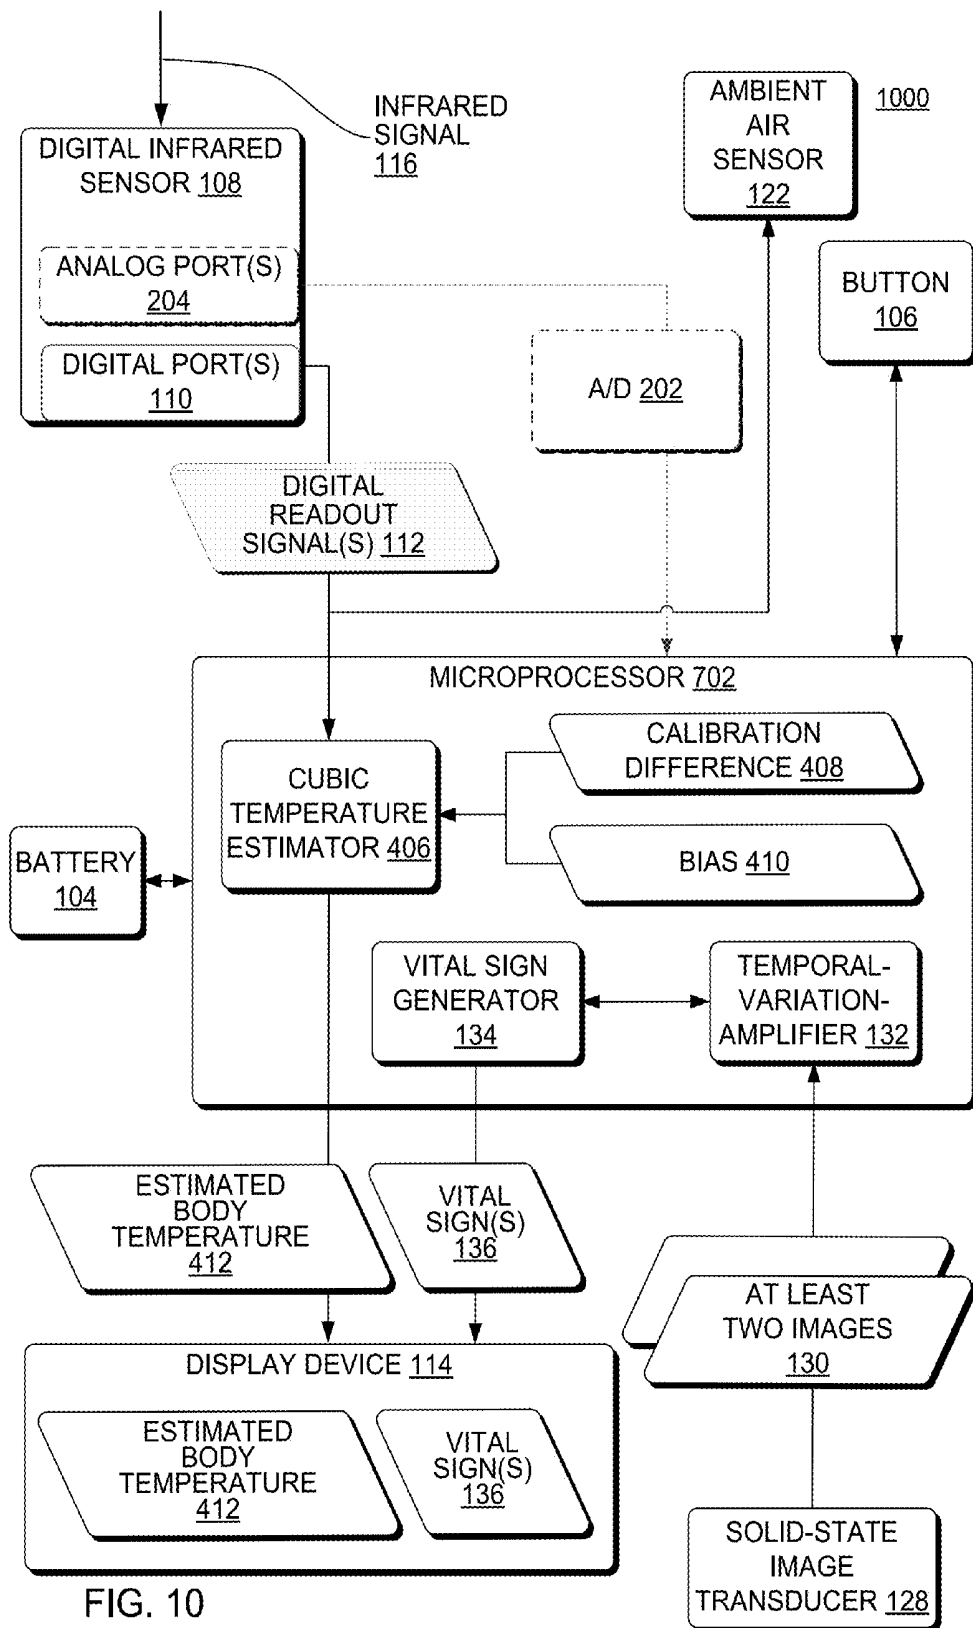 INFRARED
SIGNAL
116
AMBIENT
AIR
SENSOR
122
1000
DIGITAL INFRARED
SENSOR 108
ANALOG PORT(S)
204
DIGITAL PORT(S)
110
A/D 202
BUTTON
106
DIGITAL
READOUT
SIGNAL(S) 112
MICROPROCESSOR 702
CUBIC
TEMPERATURE
ESTIMATOR 406
CALIBRATION
DIFFERENCE 408
BIAS 410
BATTERY
104
VITAL SIGN
GENERATOR
134
TEMPORAL-
VARIATION-
AMPLIFIER 132
ESTIMATED
BODY
TEMPERATURE
412
VITAL
SIGN(S)
136
AT LEAST
TWO IMAGES
130
DISPLAY DEVICE 114
ESTIMATED
BODY
TEMPERATURE
412
VITAL
SIGN(S)
136
SOLID-STATE
IMAGE
TRANSDUCER 128
FIG. 10